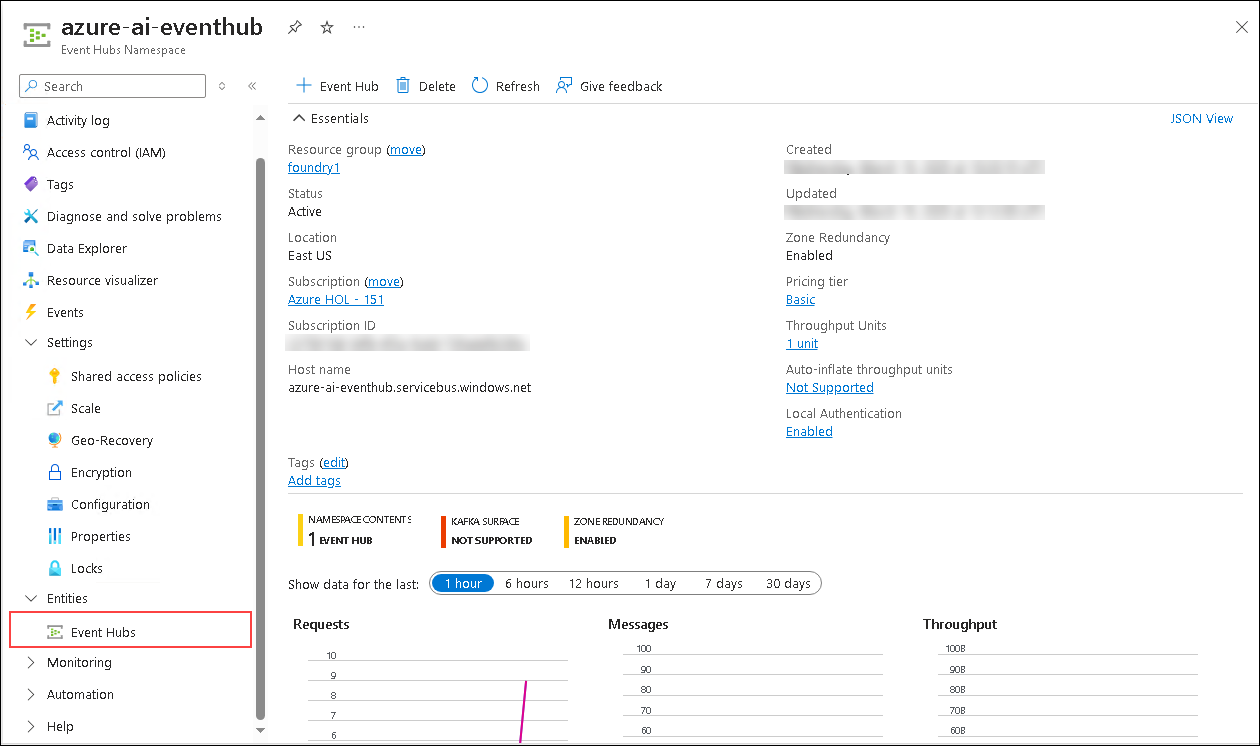 azure-ai-eventhub
Event Hubs Namespace
Search
Activity log
Access control (IAM)
Tags
Diagnose and solve problems
Data Explorer
Resource visualizer
Events
Settings
Shared access policies
Scale
Geo-Recovery
Encryption
Configuration
Properties
Locks
Entities
Event Hubs
Monitoring
Automation
Help
Event Hub Delete Refresh Give feedback
Essentials
JSON View
Resource group (move)
foundry1
Status
Active
Location
East US
Subscription (move)
Azure HOL - 151
Subscription ID
Host name
azure-ai-eventhub.servicebus.windows.net
Created
Updated
Zone Redundancy
Enabled
Pricing tier
Basic
Throughput Units
1 unit
Auto-inflate throughput units
Not Supported
Local Authentication
Enabled
Tags (edit)
Add tags
NAMESPACE CONTENTS
1 EVENT HUB
KAFKA SURFACE
NOT SUPPORTED
ZONE REDUNDANCY
ENABLED
Show data for the last: 1 hour 6 hours 12 hours 1 day 7 days 30 days
Requests
10
9
8
7
6
Messages
100
90
80
70
60
Throughput
100B
90B
80B
70B
60B